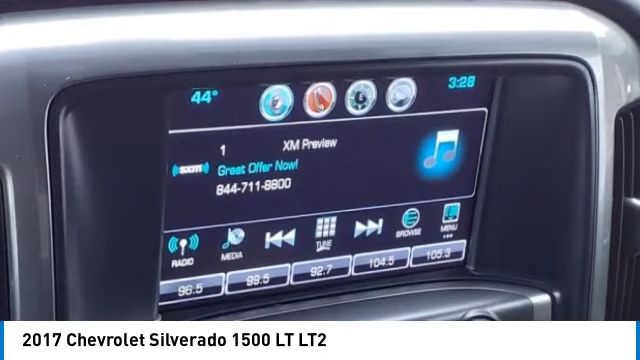 44°
3:28
1 XM Preview
((sxm))
Great Offer Now!
844-711-8800
RADIO
MEDIA
TUNE
BROWSE
MENU
96.5 99.5 92.7 104.5 105.3
2017 Chevrolet Silverado 1500 LT LT2